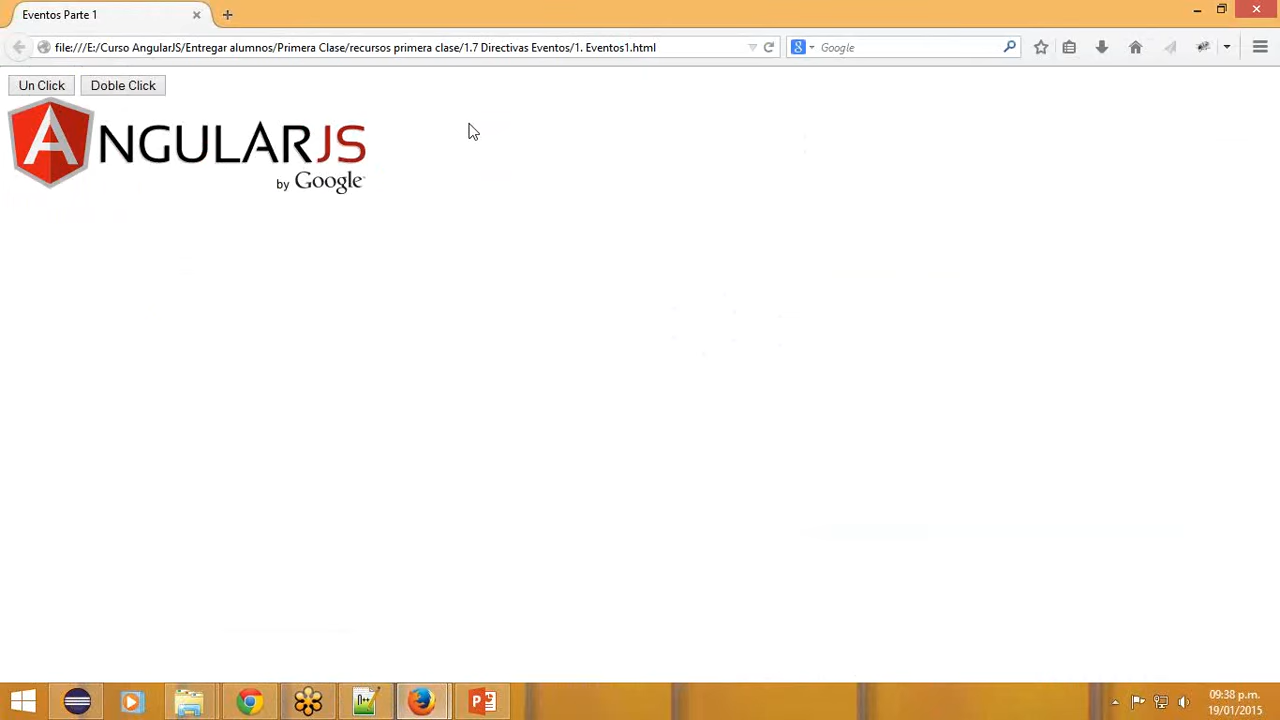 Eventos Parte 1
file:///E:/Curso AngularJS/Entregar alumnos/Primera Clase/recursos primera clase/1.7 Directivas Eventos/1. Eventos1.html
Google
Un Click
Doble Click
ANGULARJS
by Google
09:38 p.m.
19/01/2015